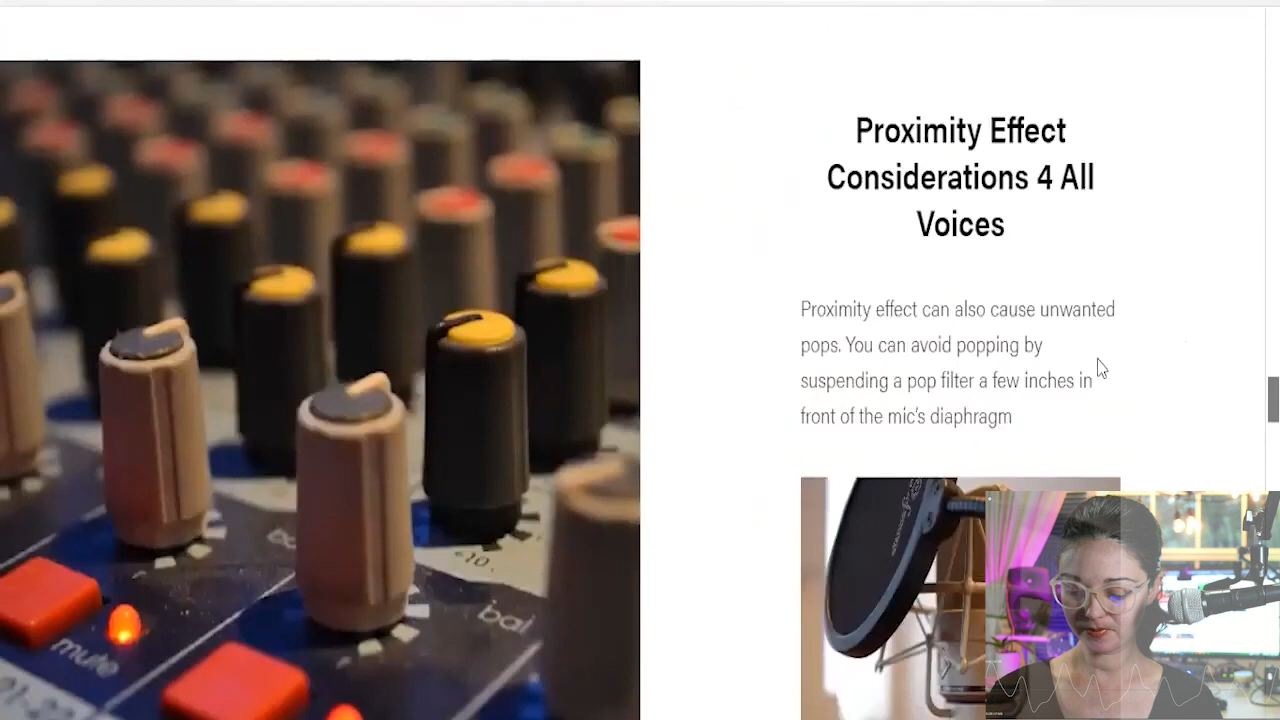 Proximity Effect
Considerations 4 All
Voices
Proximity effect can also cause unwanted
pops. You can avoid popping by
suspending a pop filter a few inches in
front of the mic's diaphragm
mute
bal